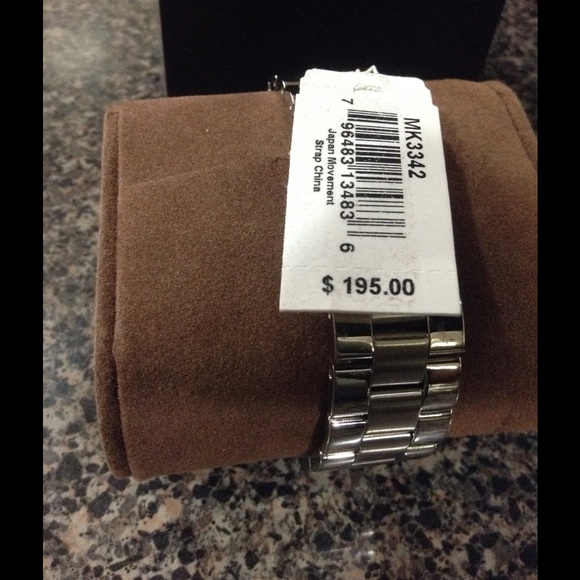 MK3342
7 96483 13483 6
Japan Movement
Strap China
$ 195.00